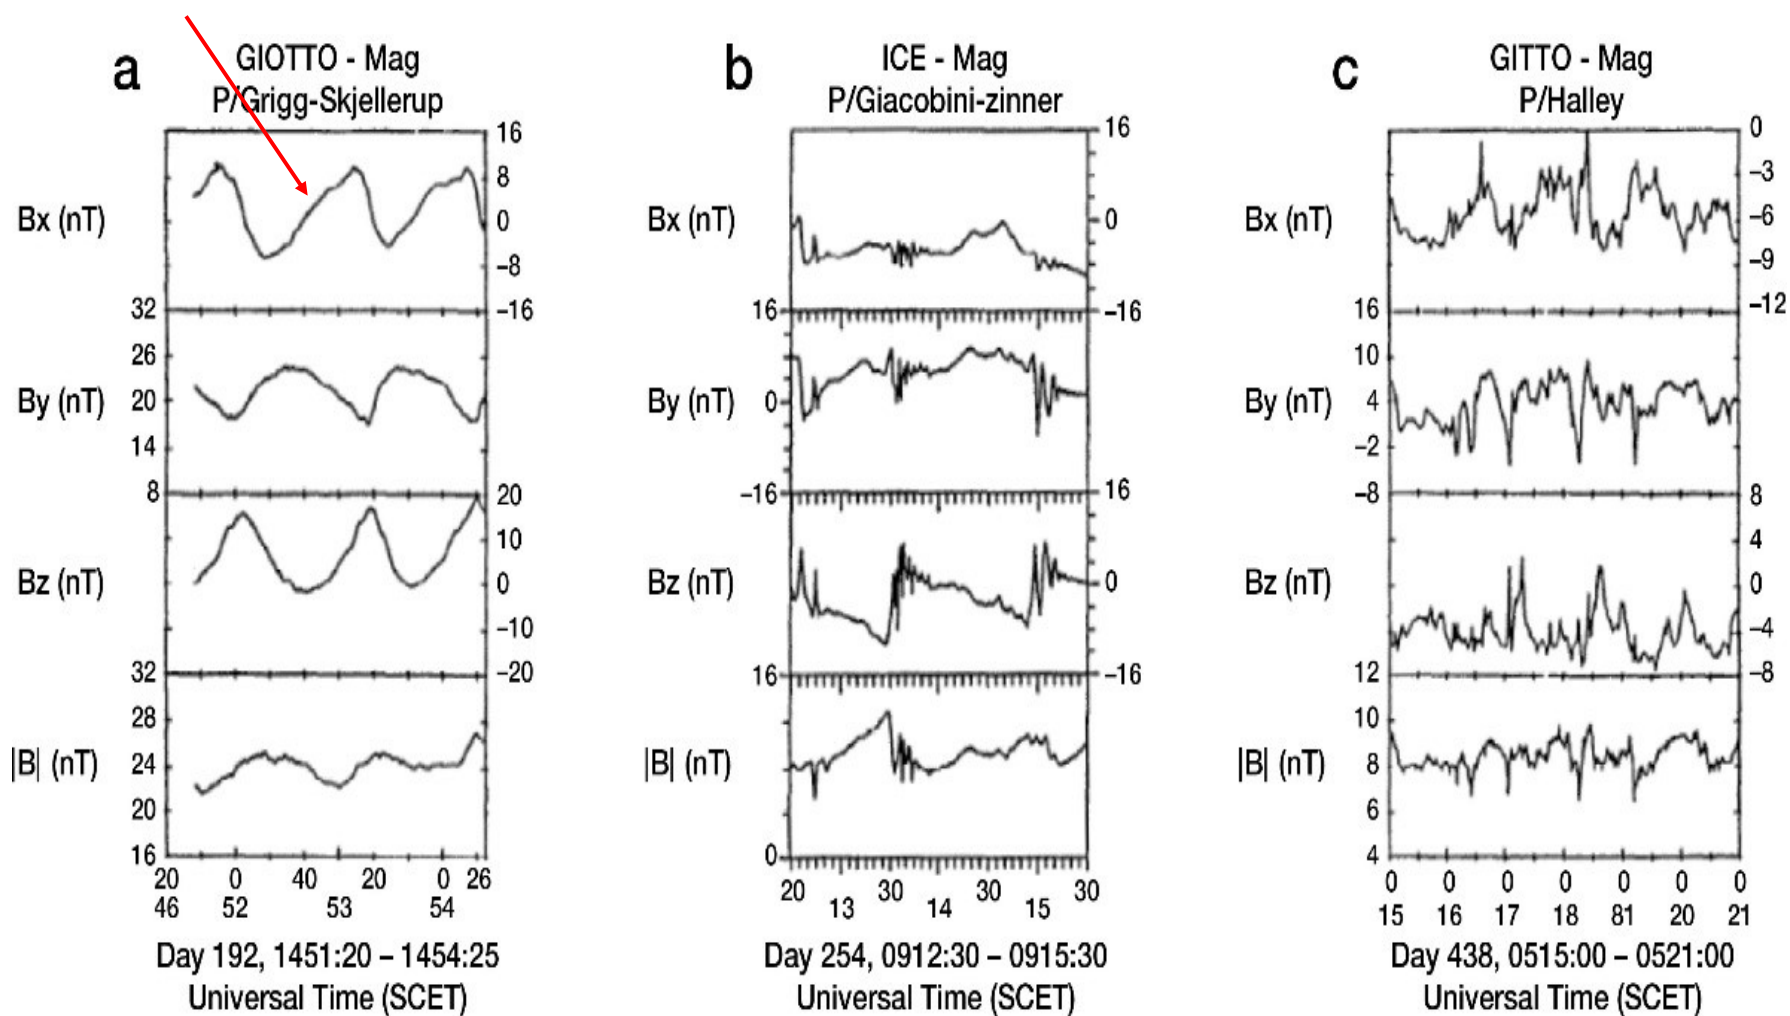 a
GIOTTO - Mag
P/Grigg-Skjellerup
16
8
0
−8
−16
Bx (nT)
32
26
20
14
8
By (nT)
20
10
0
−10
−20
Bz (nT)
32
28
24
20
16
|B| (nT)
20 0 40 20 0 26
46 52 53 54
Day 192, 1451:20 – 1454:25
Universal Time (SCET)
b
ICE - Mag
P/Giacobini-zinner
16
0
−16
Bx (nT)
16
0
−16
By (nT)
16
0
−16
Bz (nT)
16
0
|B| (nT)
20 30 30 30
13 14 15
Day 254, 0912:30 – 0915:30
Universal Time (SCET)
c
GITTO - Mag
P/Halley
0
−3
−6
−9
−12
Bx (nT)
16
10
4
−2
−8
By (nT)
8
4
0
−4
−8
Bz (nT)
12
10
8
6
4
|B| (nT)
0 0 0 0 0 0 0
15 16 17 18 81 20 21
Day 438, 0515:00 – 0521:00
Universal Time (SCET)